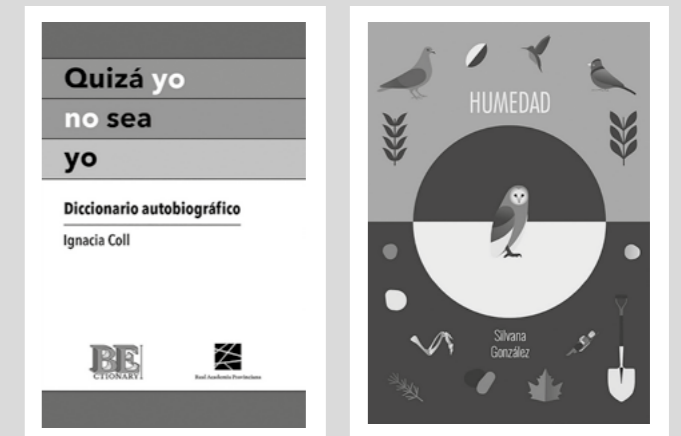 Quizá yo
no sea
yo
Diccionario autobiográfico
Ignacia Coll
BE
CTIONARY
Real Academia Provinciana
HUMEDAD
Silvana
González